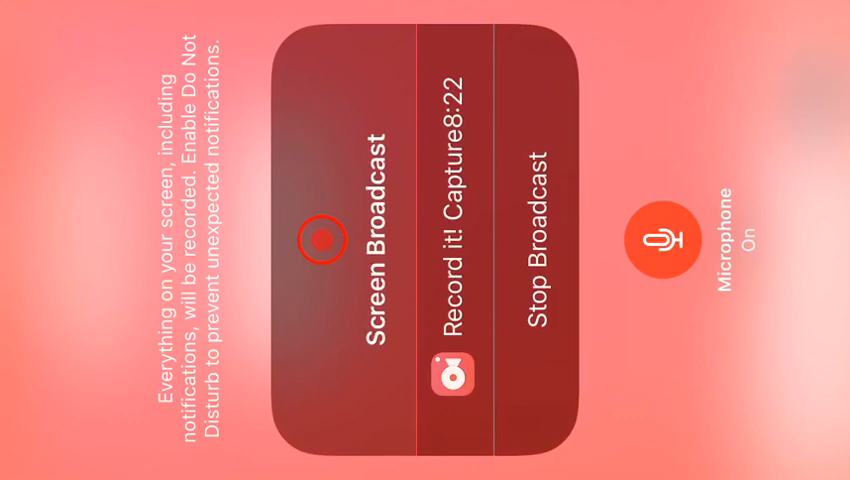 Everything on your screen, including
notifications, will be recorded. Enable Do Not
Disturb to prevent unexpected notifications.
Screen Broadcast
Record it! Capture8:22
Stop Broadcast
Microphone
On